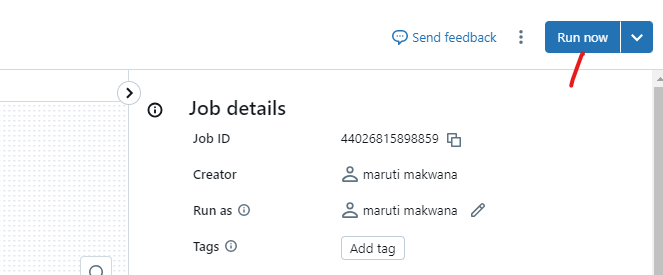 Send feedback
Run now
Job details
Job ID 44026815898859
Creator maruti makwana
Run as maruti makwana
Tags Add tag